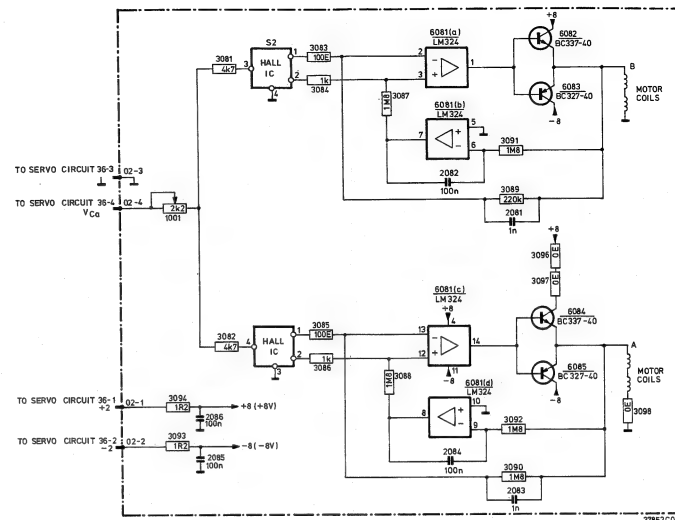 +8
S2
6081(a)
LM324
6082
BC337-40
3081
4k7
3
HALL
IC
1
2
4
3083
100E
1k
3084
2
3
1
6083
BC327-40
-8
B
MOTOR
COILS
3087
1M8
6081(b)
LM324
7
5
6
3091
1M8
2082
100n
3089
220k
2081
1n
TO SERVO CIRCUIT 36-3
02-3
TO SERVO CIRCUIT 36-4
VCa
02-4
2k2
1001
+8
3096
0E
3097
0E
6081(c)
LM324
+8
4
6084
BC337-40
3082
4k7
4
HALL
IC
1
2
3
3085
100E
1k
3086
13
12
14
11
-8
6085
BC327-40
-8
A
MOTOR
COILS
0E
3098
3088
1M8
6081(d)
LM324
8
10
9
3092
1M8
2084
100n
3090
1M8
2083
1n
TO SERVO CIRCUIT 36-1
+2
02-1
3094
1R2
2086
100n
+8 (+8V)
TO SERVO CIRCUIT 36-2
-2
02-2
3093
1R2
2085
100n
-8 (-8V)